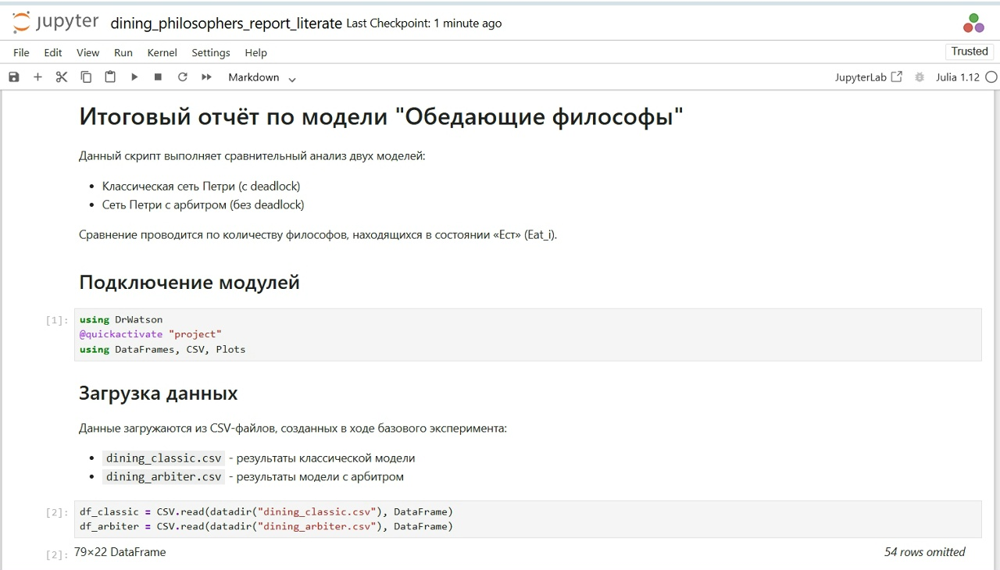 jupyter dining_philosophers_report_literate Last Checkpoint: 1 minute ago
File Edit View Run Kernel Settings Help Trusted
Markdown JupyterLab Julia 1.12
Итоговый отчёт по модели "Обедающие философы"
Данный скрипт выполняет сравнительный анализ двух моделей:
• Классическая сеть Петри (с deadlock)
• Сеть Петри с арбитром (без deadlock)
Сравнение проводится по количеству философов, находящихся в состоянии «Ест» (Eat_i).
Подключение модулей
[1]: using DrWatson
@quickactivate "project"
using DataFrames, CSV, Plots
Загрузка данных
Данные загружаются из CSV-файлов, созданных в ходе базового эксперимента:
• dining_classic.csv - результаты классической модели
• dining_arbiter.csv - результаты модели с арбитром
[2]: df_classic = CSV.read(datadir("dining_classic.csv"), DataFrame)
df_arbiter = CSV.read(datadir("dining_arbiter.csv"), DataFrame)
[2]: 79×22 DataFrame 54 rows omitted